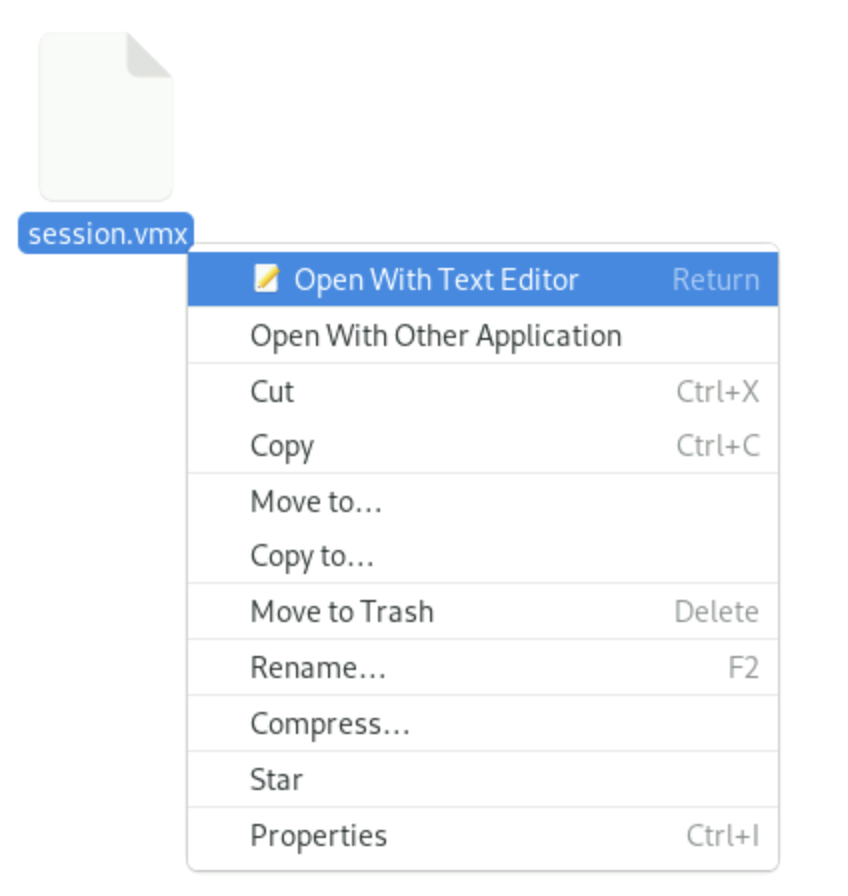 session.vmx
Open With Text Editor Return
Open With Other Application
Cut Ctrl+X
Copy Ctrl+C
Move to…
Copy to…
Move to Trash Delete
Rename… F2
Compress…
Star
Properties Ctrl+I